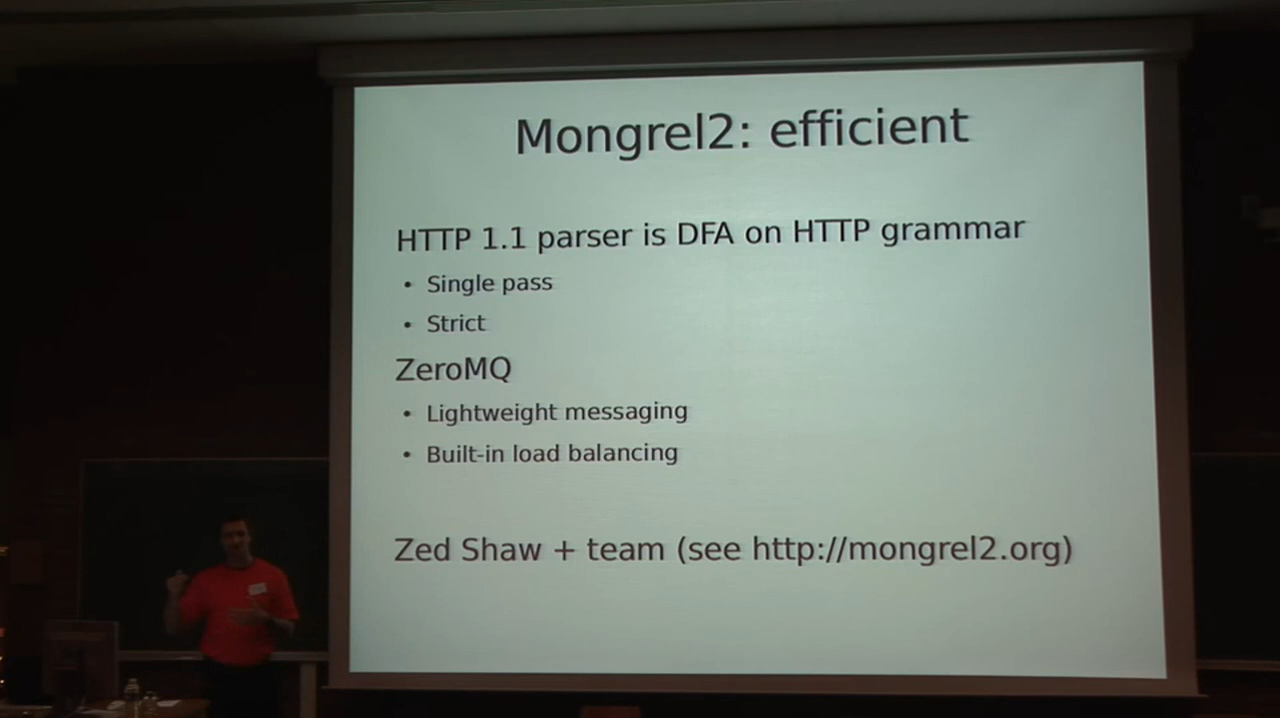 Mongrel2: efficient
HTTP 1.1 parser is DFA on HTTP grammar
• Single pass
• Strict
ZeroMQ
• Lightweight messaging
• Built-in load balancing
Zed Shaw + team (see http://mongrel2.org)